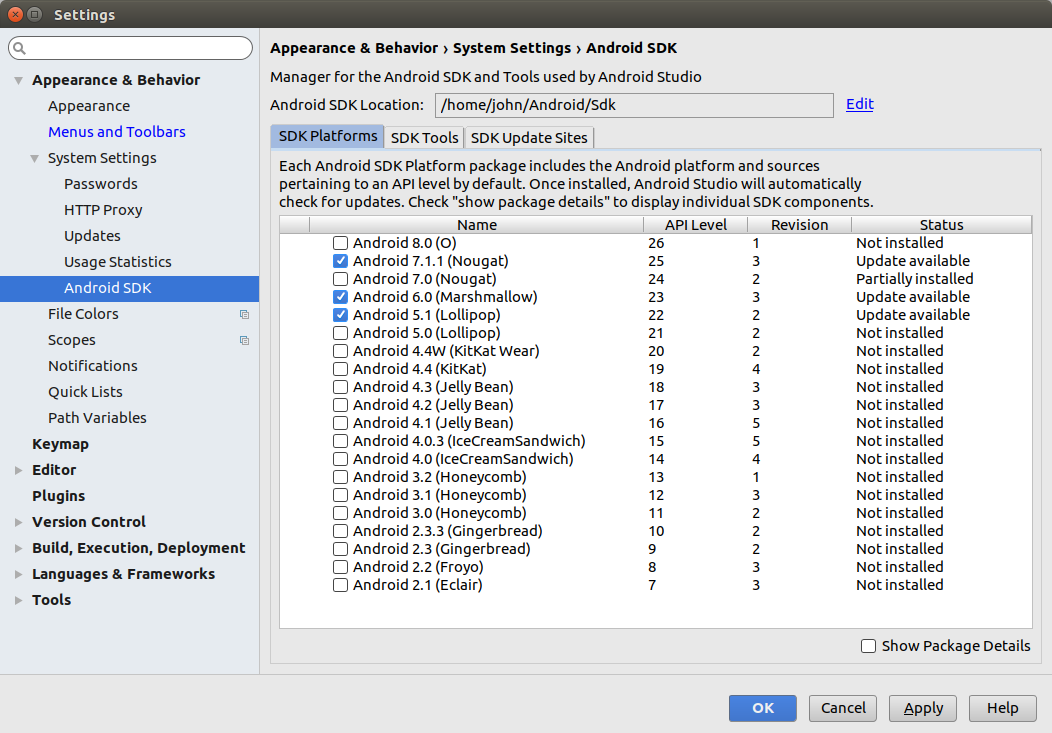 Settings
Appearance & Behavior
Appearance
Menus and Toolbars
System Settings
Passwords
HTTP Proxy
Updates
Usage Statistics
Android SDK
File Colors
Scopes
Notifications
Quick Lists
Path Variables
Keymap
Editor
Plugins
Version Control
Build, Execution, Deployment
Languages & Frameworks
Tools
Appearance & Behavior › System Settings › Android SDK
Manager for the Android SDK and Tools used by Android Studio
Android SDK Location: /home/john/Android/Sdk Edit
SDK Platforms SDK Tools SDK Update Sites
Each Android SDK Platform package includes the Android platform and sources
pertaining to an API level by default. Once installed, Android Studio will automatically
check for updates. Check "show package details" to display individual SDK components.
Name API Level Revision Status
Android 8.0 (O) 26 1 Not installed
Android 7.1.1 (Nougat) 25 3 Update available
Android 7.0 (Nougat) 24 2 Partially installed
Android 6.0 (Marshmallow) 23 3 Update available
Android 5.1 (Lollipop) 22 2 Update available
Android 5.0 (Lollipop) 21 2 Not installed
Android 4.4W (KitKat Wear) 20 2 Not installed
Android 4.4 (KitKat) 19 4 Not installed
Android 4.3 (Jelly Bean) 18 3 Not installed
Android 4.2 (Jelly Bean) 17 3 Not installed
Android 4.1 (Jelly Bean) 16 5 Not installed
Android 4.0.3 (IceCreamSandwich) 15 5 Not installed
Android 4.0 (IceCreamSandwich) 14 4 Not installed
Android 3.2 (Honeycomb) 13 1 Not installed
Android 3.1 (Honeycomb) 12 3 Not installed
Android 3.0 (Honeycomb) 11 2 Not installed
Android 2.3.3 (Gingerbread) 10 2 Not installed
Android 2.3 (Gingerbread) 9 2 Not installed
Android 2.2 (Froyo) 8 3 Not installed
Android 2.1 (Eclair) 7 3 Not installed
Show Package Details
OK Cancel Apply Help